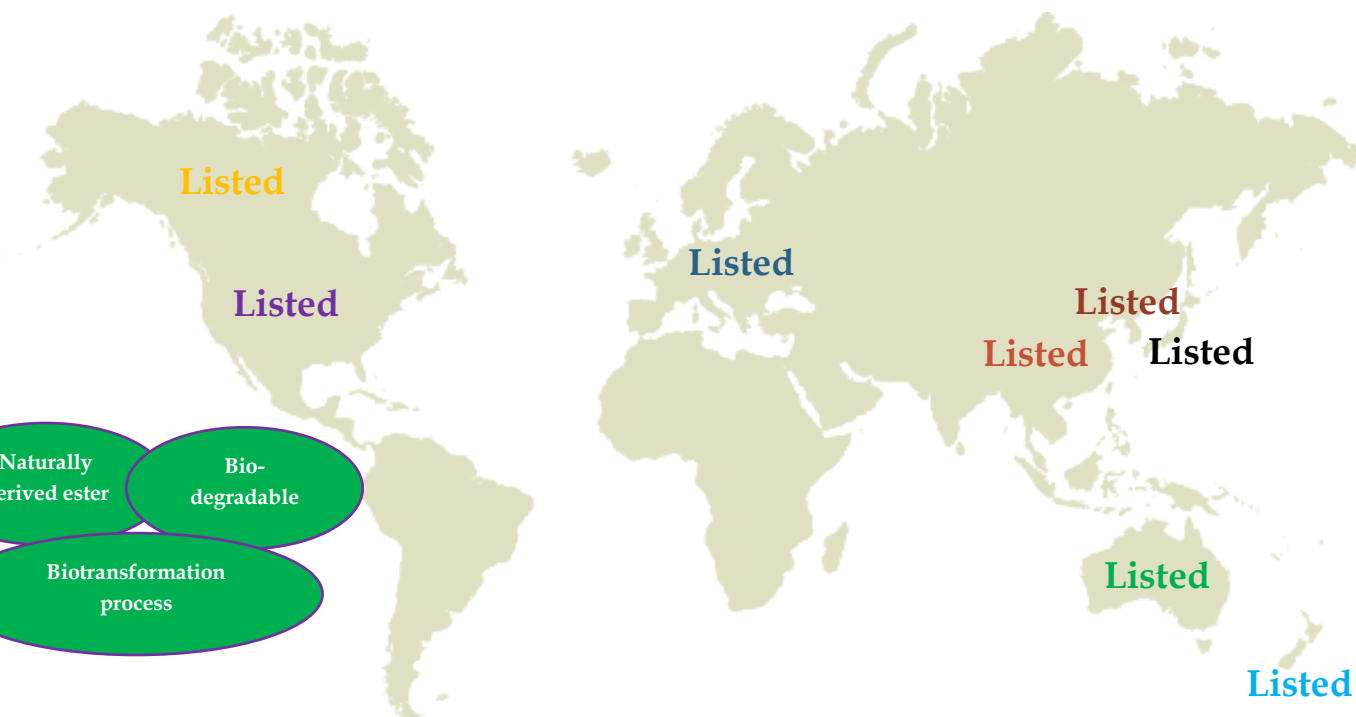 Listed
Listed
Listed
Listed
Listed
Listed
Naturally
erived ester
Bio-
degradable
Biotransformation
process
Listed
Listed